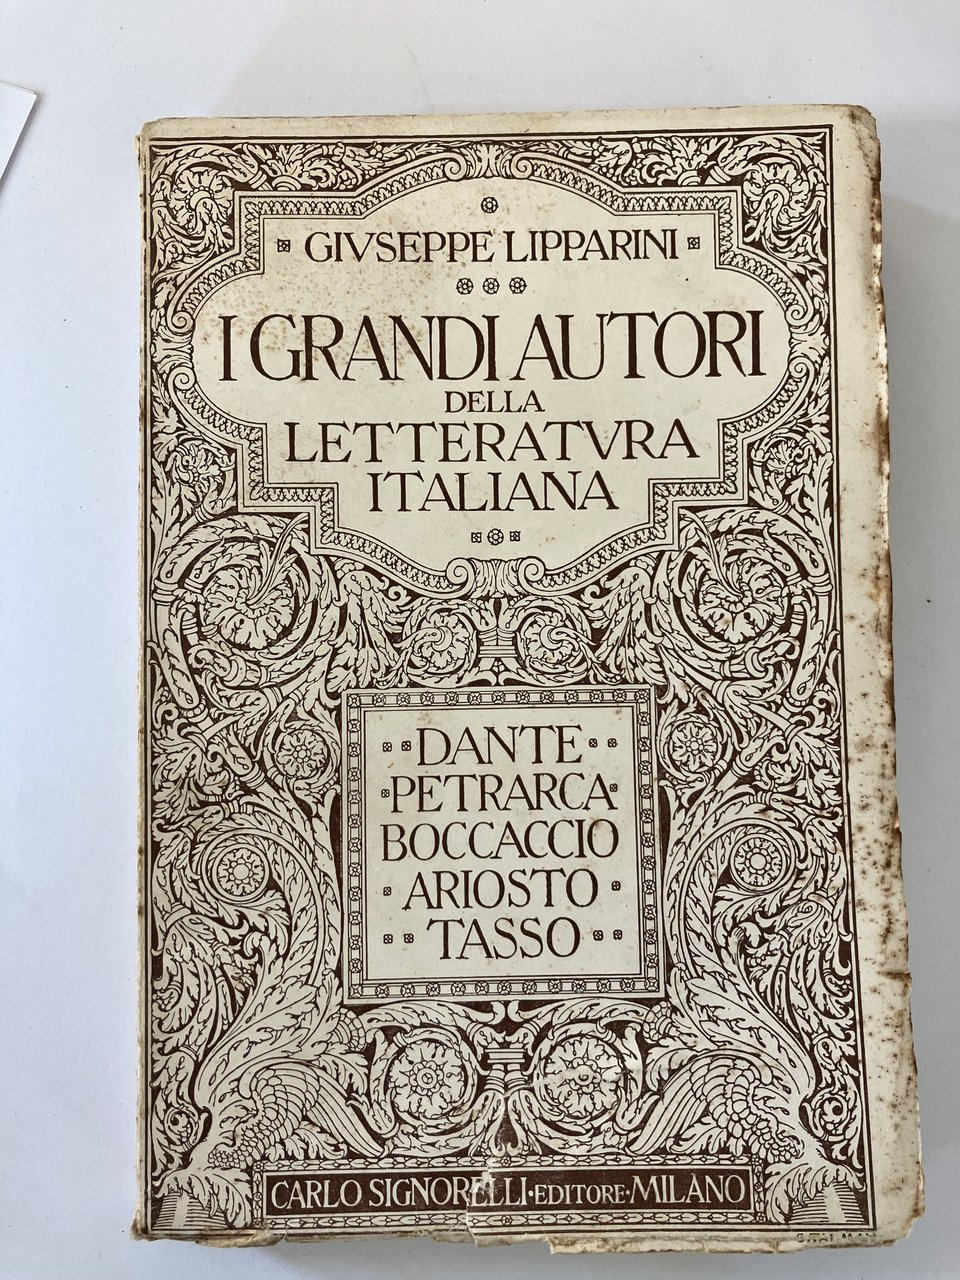 GIVSEPPE LIPPARINI
I GRANDI AUTORI
DELLA
LETTERATVRA
ITALIANA
DANTE
PETRARCA
BOCCACCIO
ARIOSTO
TASSO
CARLO SIGNORELLI·EDITORE·MILANO